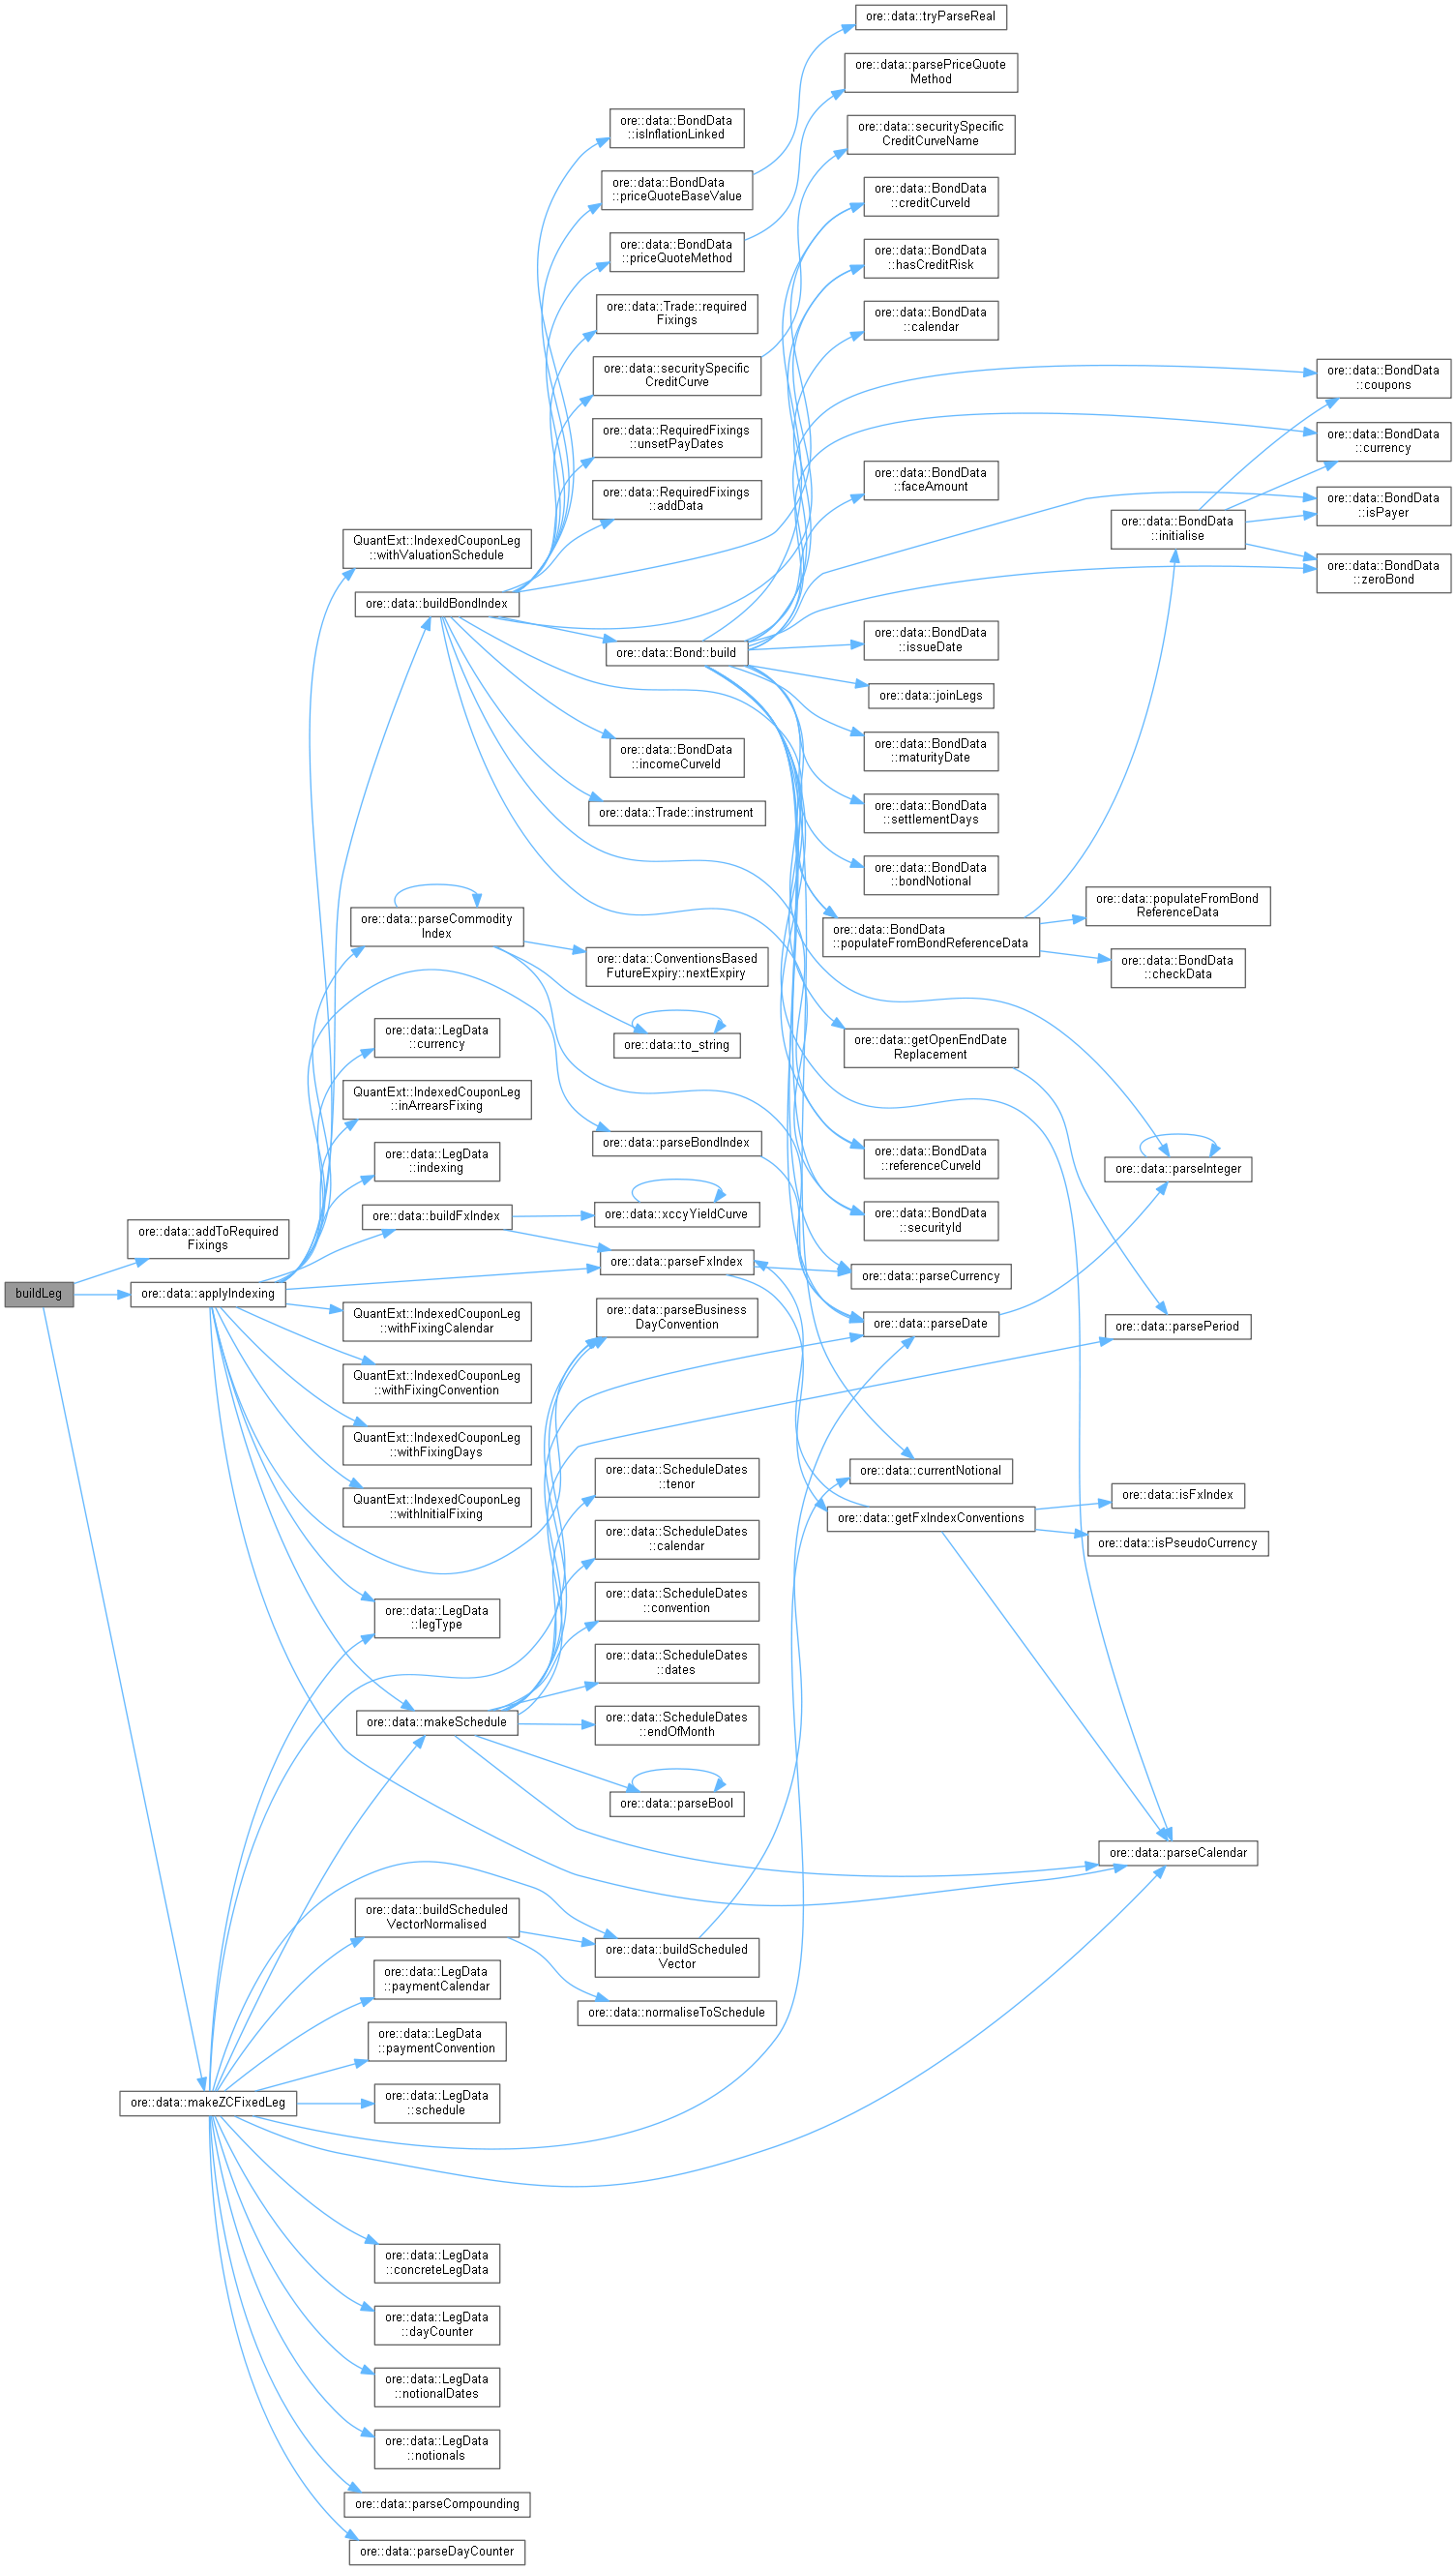 ore::data::tryParseReal
ore::data::parsePriceQuote
Method
ore::data::BondData
::isInflationLinked
ore::data::securitySpecific
CreditCurveName
ore::data::BondData
::priceQuoteBaseValue
ore::data::BondData
::creditCurveId
ore::data::BondData
::priceQuoteMethod
ore::data::BondData
::hasCreditRisk
ore::data::Trade::required
Fixings
ore::data::BondData
::calendar
ore::data::securitySpecific
CreditCurve
ore::data::BondData
::coupons
ore::data::RequiredFixings
::unsetPayDates
ore::data::BondData
::currency
ore::data::RequiredFixings
::addData
ore::data::BondData
::faceAmount
ore::data::BondData
::isPayer
QuantExt::IndexedCouponLeg
::withValuationSchedule
ore::data::BondData
::initialise
ore::data::BondData
::zeroBond
ore::data::buildBondIndex
ore::data::Bond::build
ore::data::BondData
::issueDate
ore::data::joinLegs
ore::data::BondData
::incomeCurveId
ore::data::BondData
::maturityDate
ore::data::Trade::instrument
ore::data::BondData
::settlementDays
ore::data::BondData
::bondNotional
ore::data::parseCommodity
Index
ore::data::BondData
::populateFromBondReferenceData
ore::data::populateFromBond
ReferenceData
ore::data::ConventionsBased
FutureExpiry::nextExpiry
ore::data::BondData
::checkData
ore::data::LegData
::currency
ore::data::to_string
ore::data::getOpenEndDate
Replacement
QuantExt::IndexedCouponLeg
::inArrearsFixing
ore::data::parseBondIndex
ore::data::LegData
::indexing
ore::data::BondData
::referenceCurveId
ore::data::parseInteger
ore::data::addToRequired
Fixings
ore::data::buildFxIndex
ore::data::xccyYieldCurve
ore::data::BondData
::securityId
ore::data::parseFxIndex
ore::data::parseCurrency
buildLeg
ore::data::applyIndexing
QuantExt::IndexedCouponLeg
::withFixingCalendar
ore::data::parseBusiness
DayConvention
ore::data::parseDate
ore::data::parsePeriod
QuantExt::IndexedCouponLeg
::withFixingConvention
QuantExt::IndexedCouponLeg
::withFixingDays
ore::data::ScheduleDates
::tenor
ore::data::currentNotional
QuantExt::IndexedCouponLeg
::withInitialFixing
ore::data::isFxIndex
ore::data::getFxIndexConventions
ore::data::ScheduleDates
::calendar
ore::data::isPseudoCurrency
ore::data::LegData
::legType
ore::data::ScheduleDates
::convention
ore::data::ScheduleDates
::dates
ore::data::makeSchedule
ore::data::ScheduleDates
::endOfMonth
ore::data::parseBool
ore::data::parseCalendar
ore::data::buildScheduled
VectorNormalised
ore::data::buildScheduled
Vector
ore::data::LegData
::paymentCalendar
ore::data::normaliseToSchedule
ore::data::LegData
::paymentConvention
ore::data::makeZCFixedLeg
ore::data::LegData
::schedule
ore::data::LegData
::concreteLegData
ore::data::LegData
::dayCounter
ore::data::LegData
::notionalDates
ore::data::LegData
::notionals
ore::data::parseCompounding
ore::data::parseDayCounter